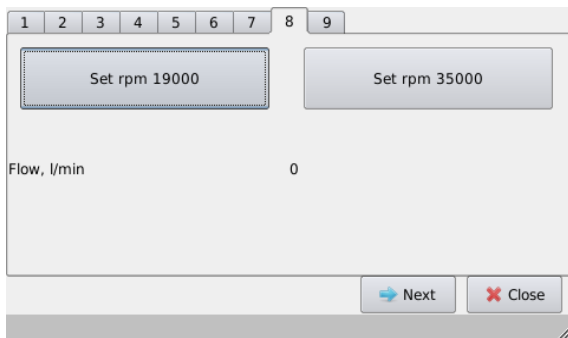 1 2 3 4 5 6 7 8 9
Set rpm 19000 Set rpm 35000
Flow, l/min 0
Next Close